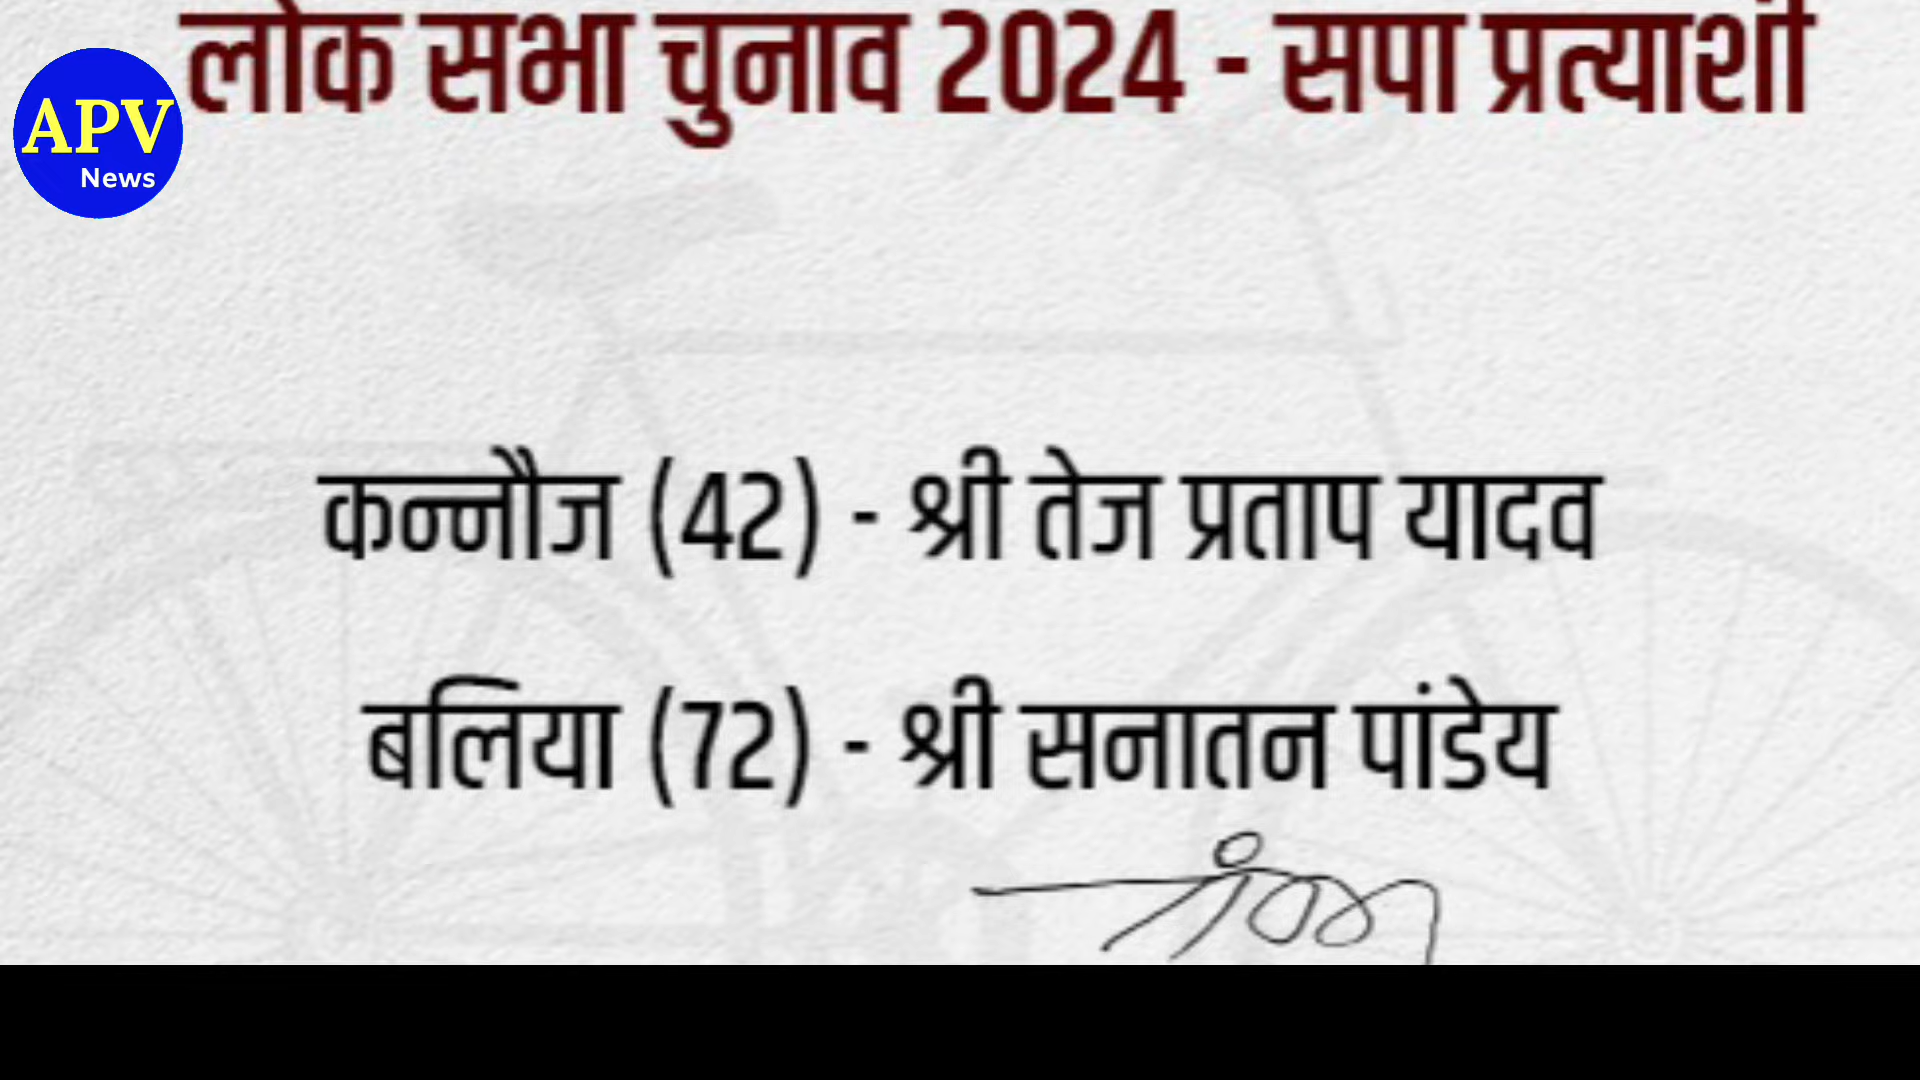 लोक सभा चुनाव 2024 - सपा प्रत्याशी
APV
News
कन्नौज (42) - श्री तेज प्रताप यादव
बलिया (72) - श्री सनातन पांडेय